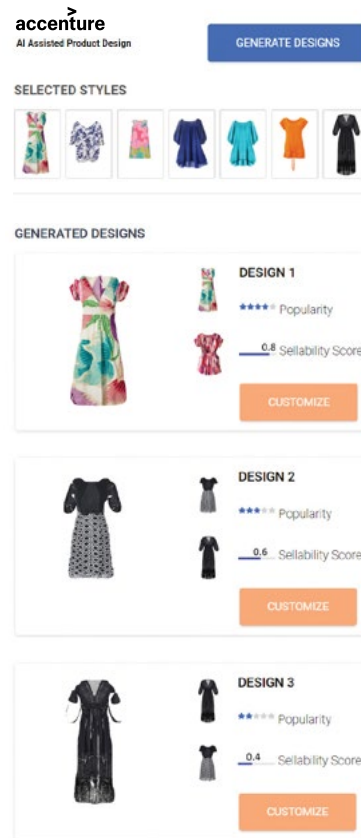 accenture
AI Assisted Product Design
GENERATE DESIGNS
SELECTED STYLES
GENERATED DESIGNS
DESIGN 1
Popularity
0.8 Sellability Score
CUSTOMIZE
DESIGN 2
Popularity
0.6 Sellability Score
CUSTOMIZE
DESIGN 3
Popularity
0.4 Sellability Score
CUSTOMIZE